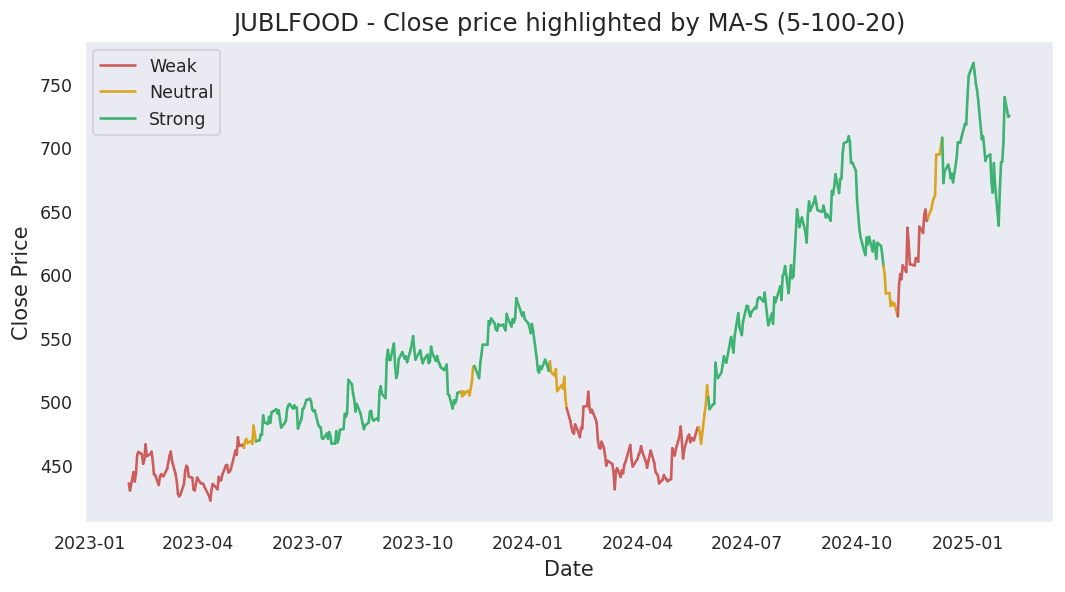 JUBLFOOD - Close price highlighted by MA-S (5-100-20)
Weak
Neutral
Strong
Close Price
750
700
650
600
550
500
450
2023-01 2023-04 2023-07 2023-10 2024-01 2024-04 2024-07 2024-10 2025-01
Date